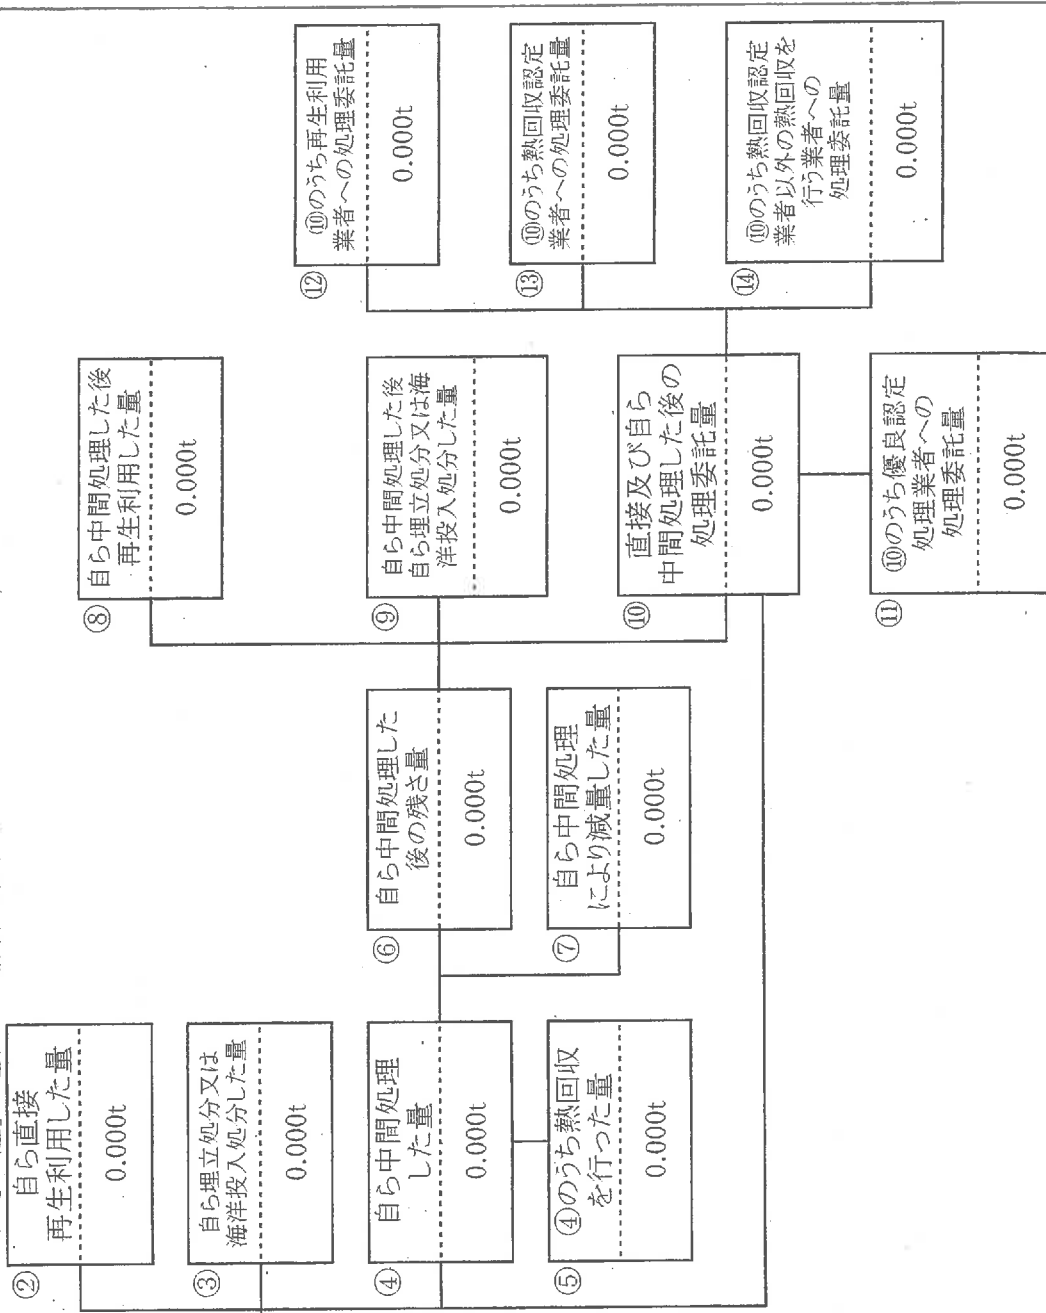 ②
自ら直接
再生利用した量
0.000t
③
自ら埋立処分又は
海洋投入処分した量
0.000t
④
自ら中間処理
した量
0.000t
⑤
④のうち熱回収
を行った量
0.000t
⑥
自ら中間処理した
後の残さ量
0.000t
⑦
自ら中間処理
により減量した量
0.000t
⑧
自ら中間処理した後
再生利用した量
0.000t
⑨
自ら中間処理した後
自ら埋立処分又は海
洋投入処分した量
0.000t
⑩
直接及び自ら
中間処理した後の
処理委託量
0.000t
⑪
⑩のうち優良認定
処理業者への
処理委託量
0.000t
⑫
⑩のうち再生利用
業者への処理委託量
0.000t
⑬
⑩のうち熱回収認定
業者への処理委託量
0.000t
⑭
⑩のうち熱回収認定
業者以外の熱回収を
行う業者への
処理委託量
0.000t